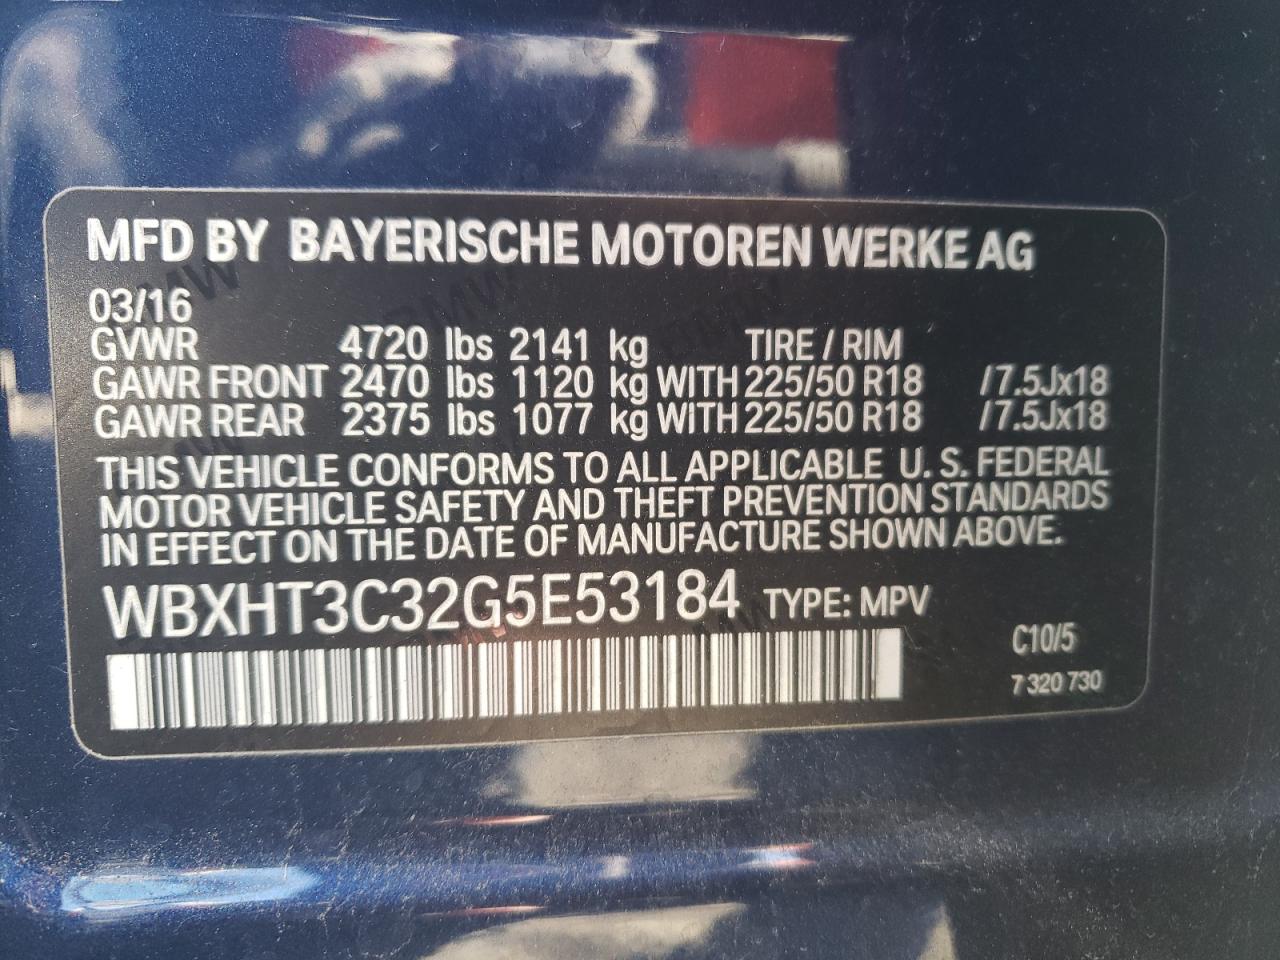 MFD BY BAYERISCHE MOTOREN WERKE AG
03/16
GVWR 4720 lbs 2141 kg TIRE / RIM
GAWR FRONT 2470 lbs 1120 kg WITH 225/50 R18 /7.5Jx18
GAWR REAR 2375 lbs 1077 kg WITH 225/50 R18 /7.5Jx18
THIS VEHICLE CONFORMS TO ALL APPLICABLE U. S. FEDERAL
MOTOR VEHICLE SAFETY AND THEFT PREVENTION STANDARDS
IN EFFECT ON THE DATE OF MANUFACTURE SHOWN ABOVE.
WBXHT3C32G5E53184 TYPE: MPV
C10/5
7 320 730